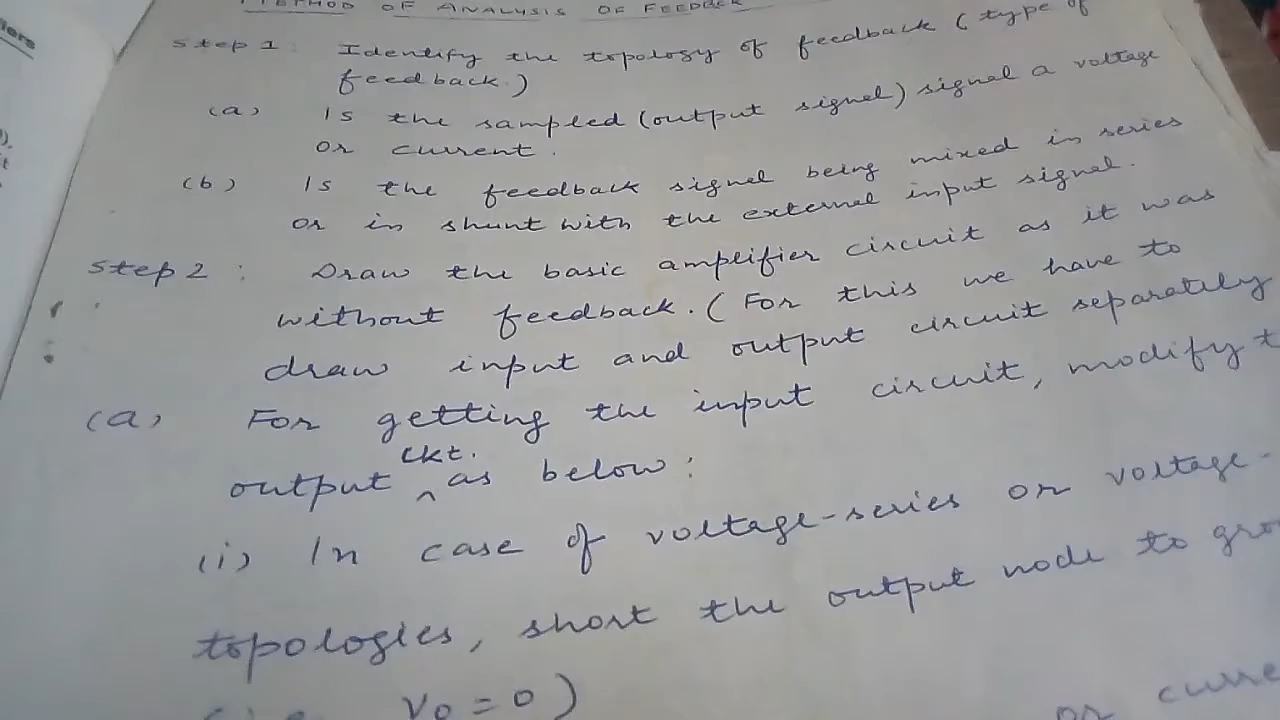 METHOD OF ANALYSIS OF FEEDBACK
Step 1: Identify the topology of feedback (type of
feedback.)
(a) Is the sampled (output signal) signal a voltage
or current.
(b) Is the feedback signal being mixed in series
or in shunt with the external input signal.
Step 2: Draw the basic amplifier circuit as it was
without feedback. (For this we have to
draw input and output circuit separately
(a) For getting the input circuit, modify
ckt.
output ^ as below:
(i) In case of voltage-series or voltage-
topologies, short the output node to
Vo = 0)
or